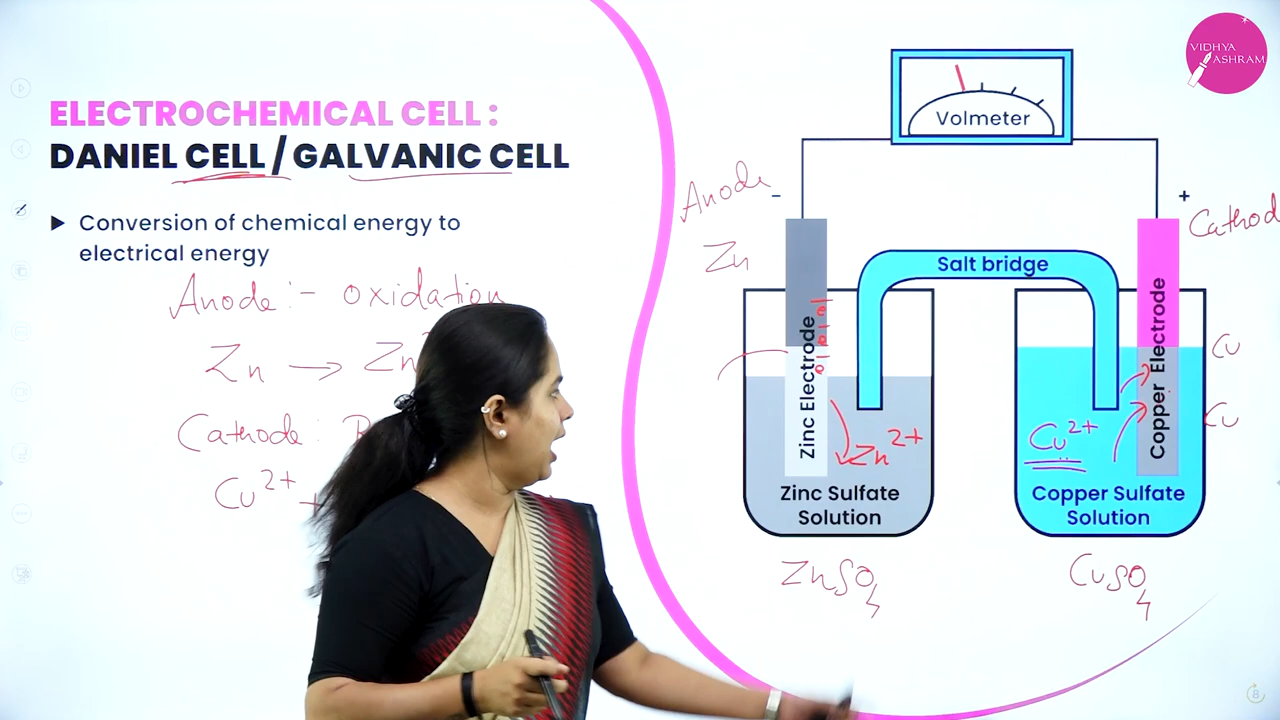 VIDHYA
ASHRAM
ELECTROCHEMICAL CELL :
DANIEL CELL / GALVANIC CELL
Conversion of chemical energy to
electrical energy
Anode :- oxidation
Zn → Zn
Cathode :
Cu2+ +
Volmeter
Anode
-
+
Cathod
Zn
Salt bridge
Zinc Electrode
Copper Electrode
Cu
Cu
Zn2+
Cu2+
Zinc Sulfate
Solution
Copper Sulfate
Solution
ZnSO4
CuSO4
8